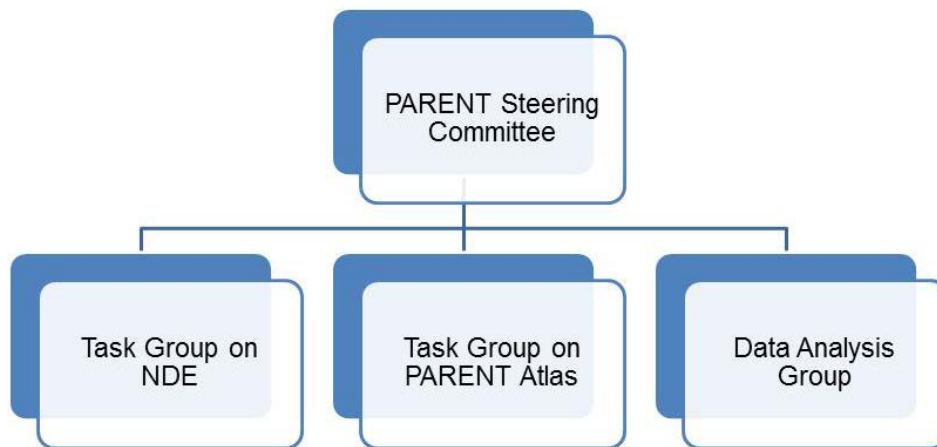 PARENT Steering
Committee
Task Group on
NDE
Task Group on
PARENT Atlas
Data Analysis
Group